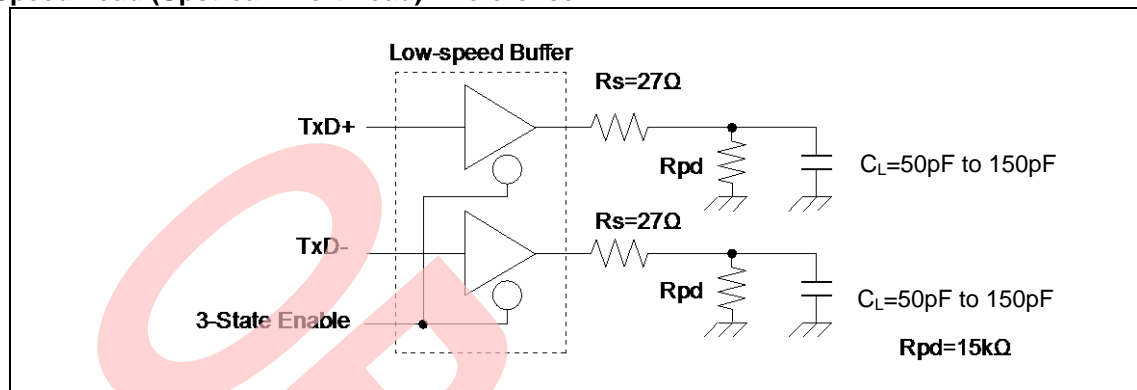 Low-speed Buffer
Rs=27Ω
TxD+
Rpd
CL=50pF to 150pF
Rs=27Ω
TxD-
Rpd
CL=50pF to 150pF
3-State Enable
Rpd=15kΩ